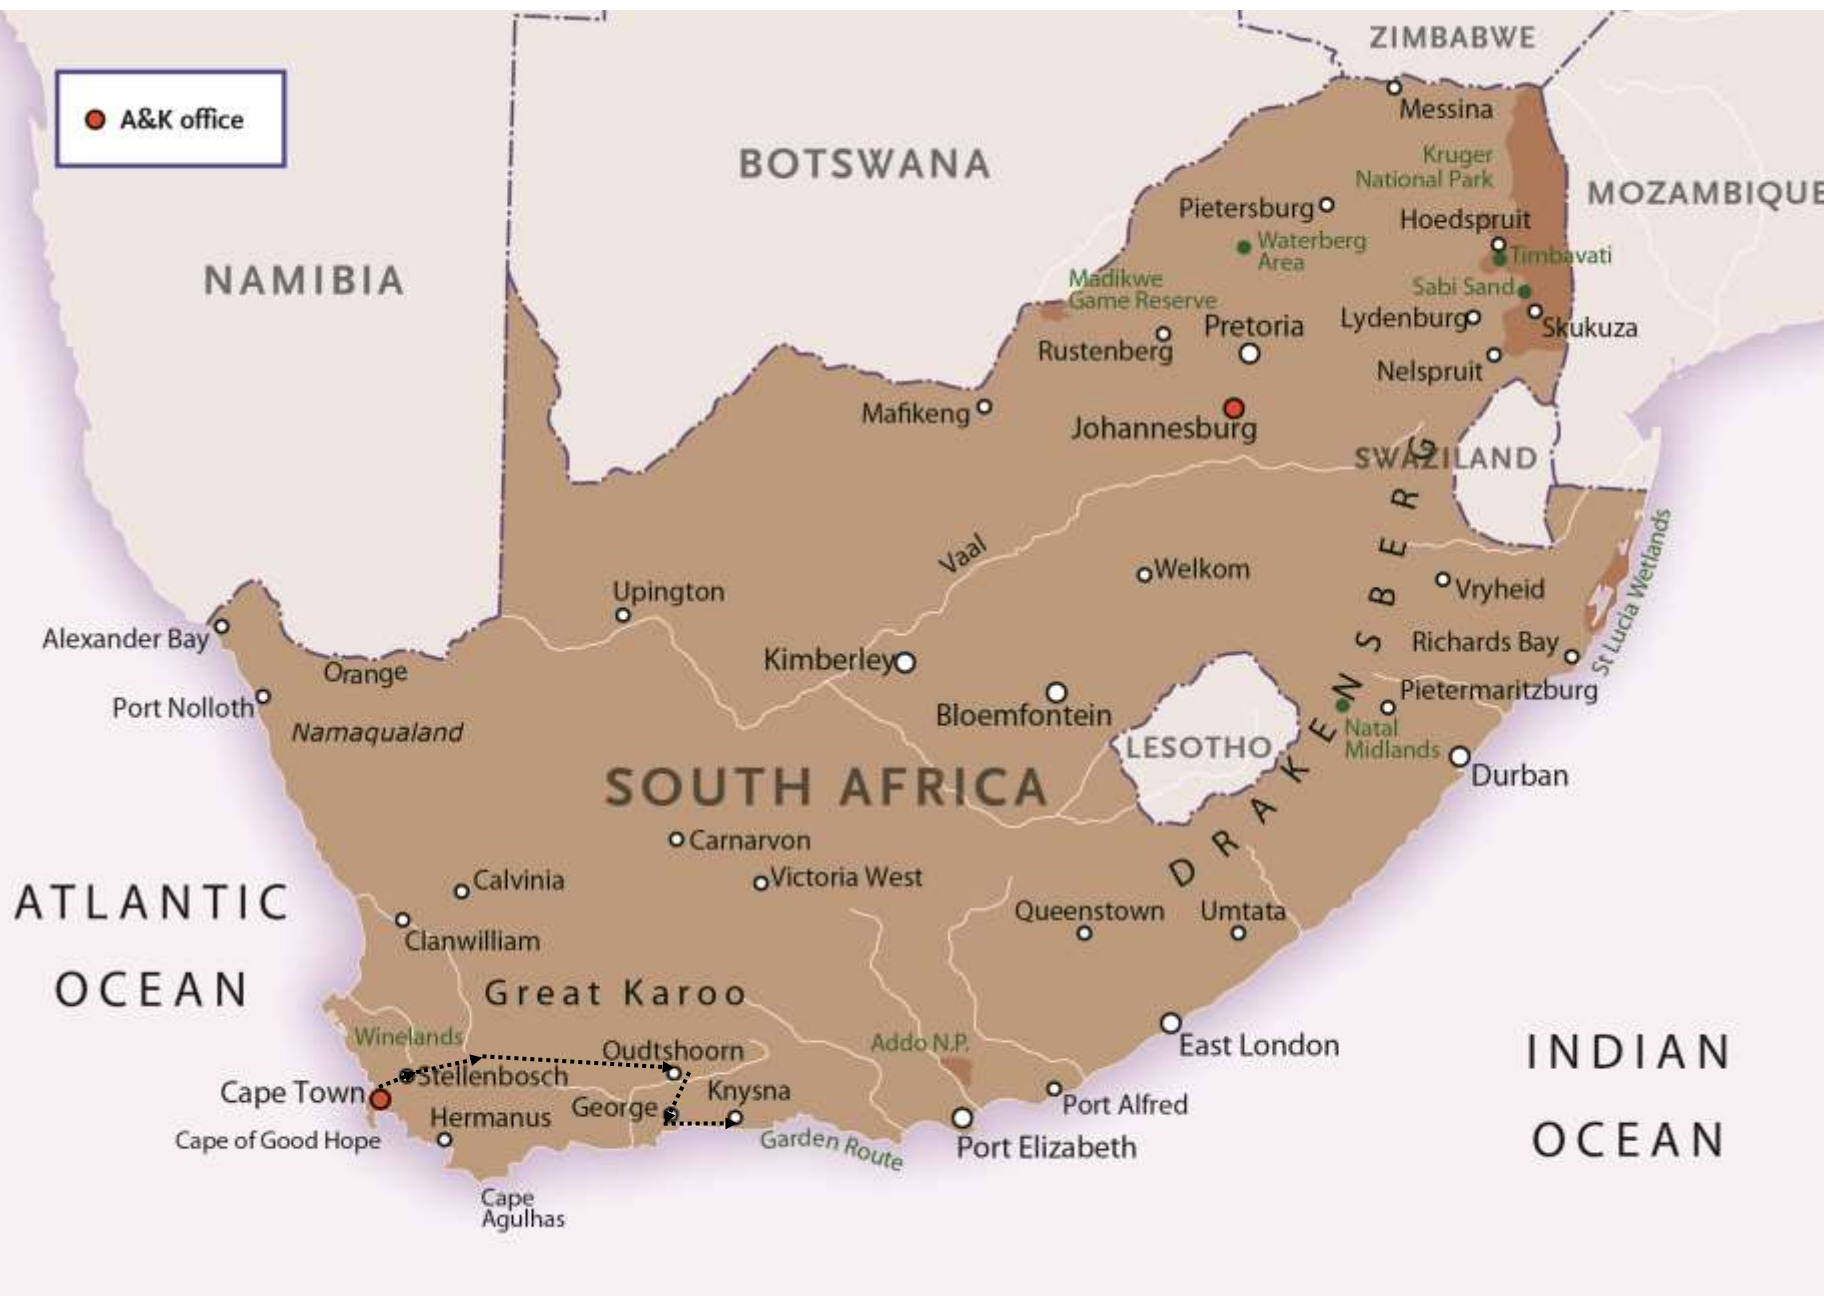 ZIMBABWE
A&K office
Messina
BOTSWANA
Kruger
National Park
MOZAMBIQUE
Pietersburg
Hoedspruit
Waterberg
Area
Timbavati
NAMIBIA
Madikwe
Game Reserve
Sabi Sand
Lydenburg
Skukuza
Pretoria
Rustenberg
Nelspruit
Mafikeng
Johannesburg
SWAZILAND
DRAKENSBERG
St Lucia Wetlands
Vaal
Welkom
Vryheid
Upington
Alexander Bay
Richards Bay
Orange
Kimberley
Pietermaritzburg
Port Nolloth
Bloemfontein
Namaqualand
Natal
Midlands
LESOTHO
Durban
SOUTH AFRICA
Carnarvon
Calvinia
Victoria West
ATLANTIC
OCEAN
Queenstown
Umtata
Clanwilliam
Great Karoo
Winelands
Oudtshoorn
Addo N.P.
East London
INDIAN
OCEAN
Stellenbosch
Cape Town
Knysna
George
Port Alfred
Hermanus
Cape of Good Hope
Garden Route
Port Elizabeth
Cape
Agulhas